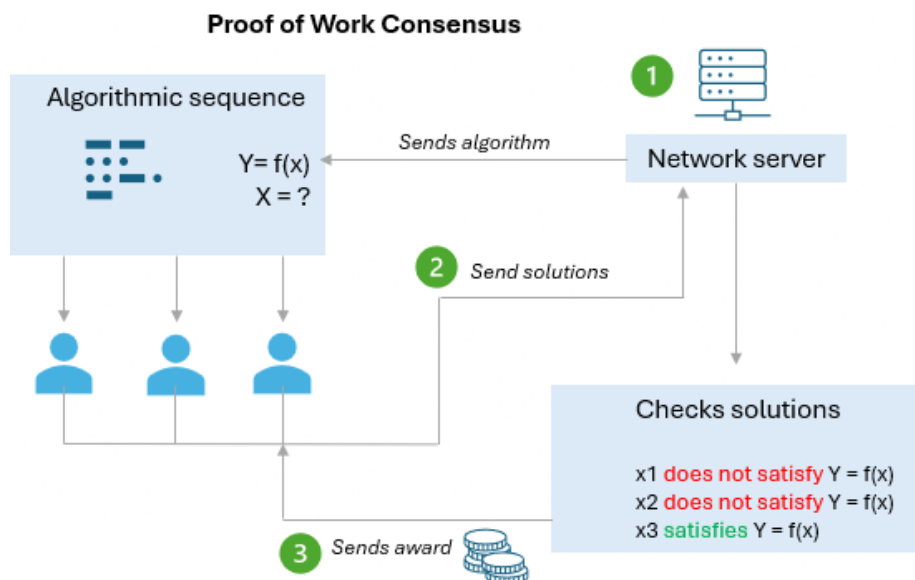 Proof of Work Consensus
Algorithmic sequence
Y= f(x)
X = ?
Sends algorithm
1
Network server
2
Send solutions
Checks solutions
x1 does not satisfy Y = f(x)
x2 does not satisfy Y = f(x)
x3 satisfies Y = f(x)
3
Sends award